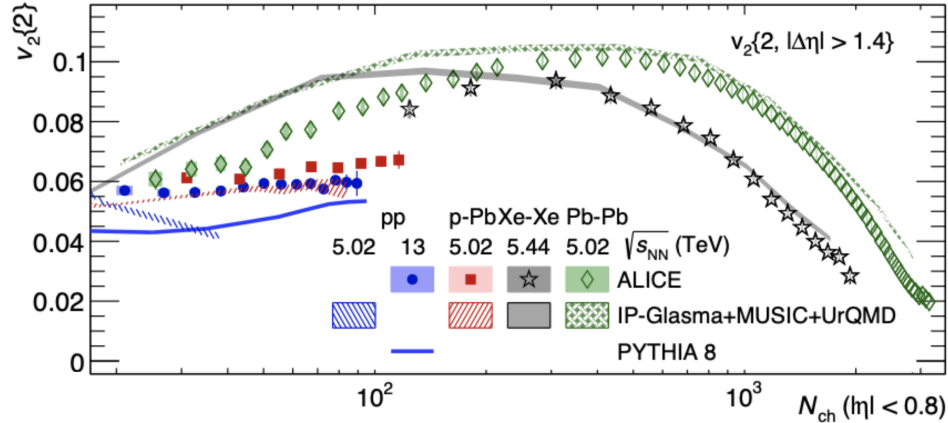 v₂{2}
v₂{2, |Δη| > 1.4}
0.1
0.08
0.06
0.04
0.02
0
pp p-Pb Xe-Xe Pb-Pb
5.02 13 5.02 5.44 5.02 √sNN (TeV)
ALICE
IP-Glasma+MUSIC+UrQMD
PYTHIA 8
10² 10³
Nch (|η| < 0.8)